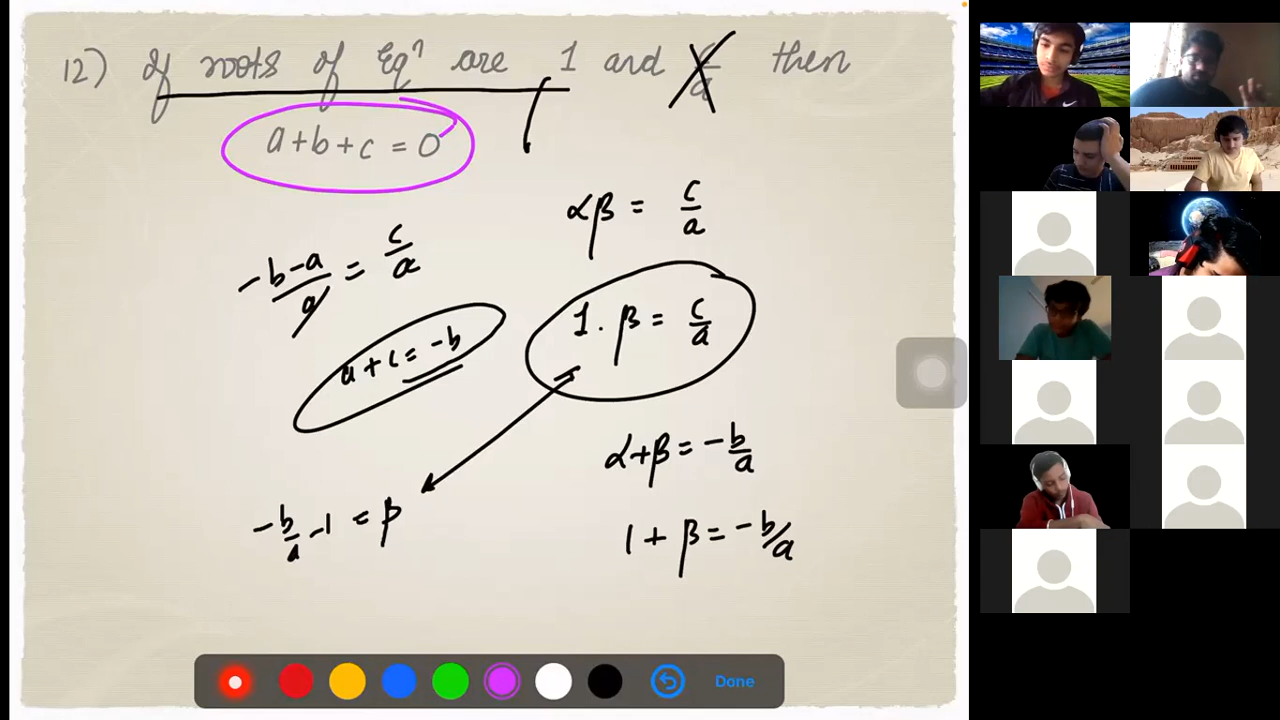 12) If roots of Eqⁿ are 1 and c/a then
a+b+c = 0
αβ = c/a
-b-a/a = c/a
1. β = c/a
a+c = -b
α+β = -b/a
-b/a -1 = β
1 + β = -b/a
Done